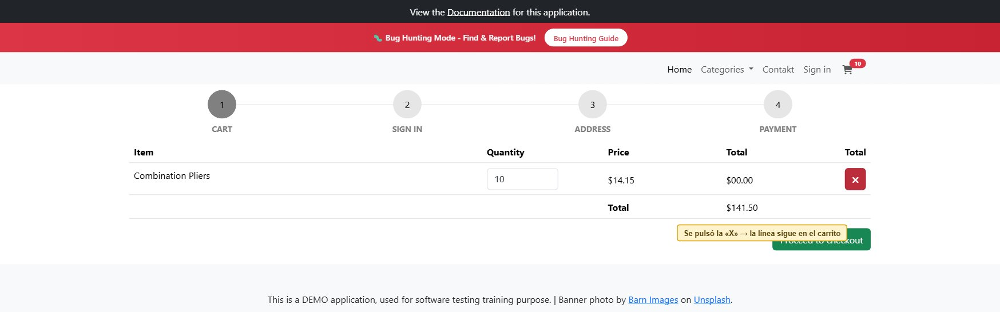 View the Documentation for this application.
Bug Hunting Mode - Find & Report Bugs! Bug Hunting Guide
Home Categories Contakt Sign in 10
1 2 3 4
CART SIGN IN ADDRESS PAYMENT
Item Quantity Price Total Total
Combination Pliers 10 $14.15 $00.00 ×
Total $141.50
Se pulsó la «X» → la línea sigue en el carrito
Proceed to checkout
This is a DEMO application, used for software testing training purpose. | Banner photo by Barn Images on Unsplash.